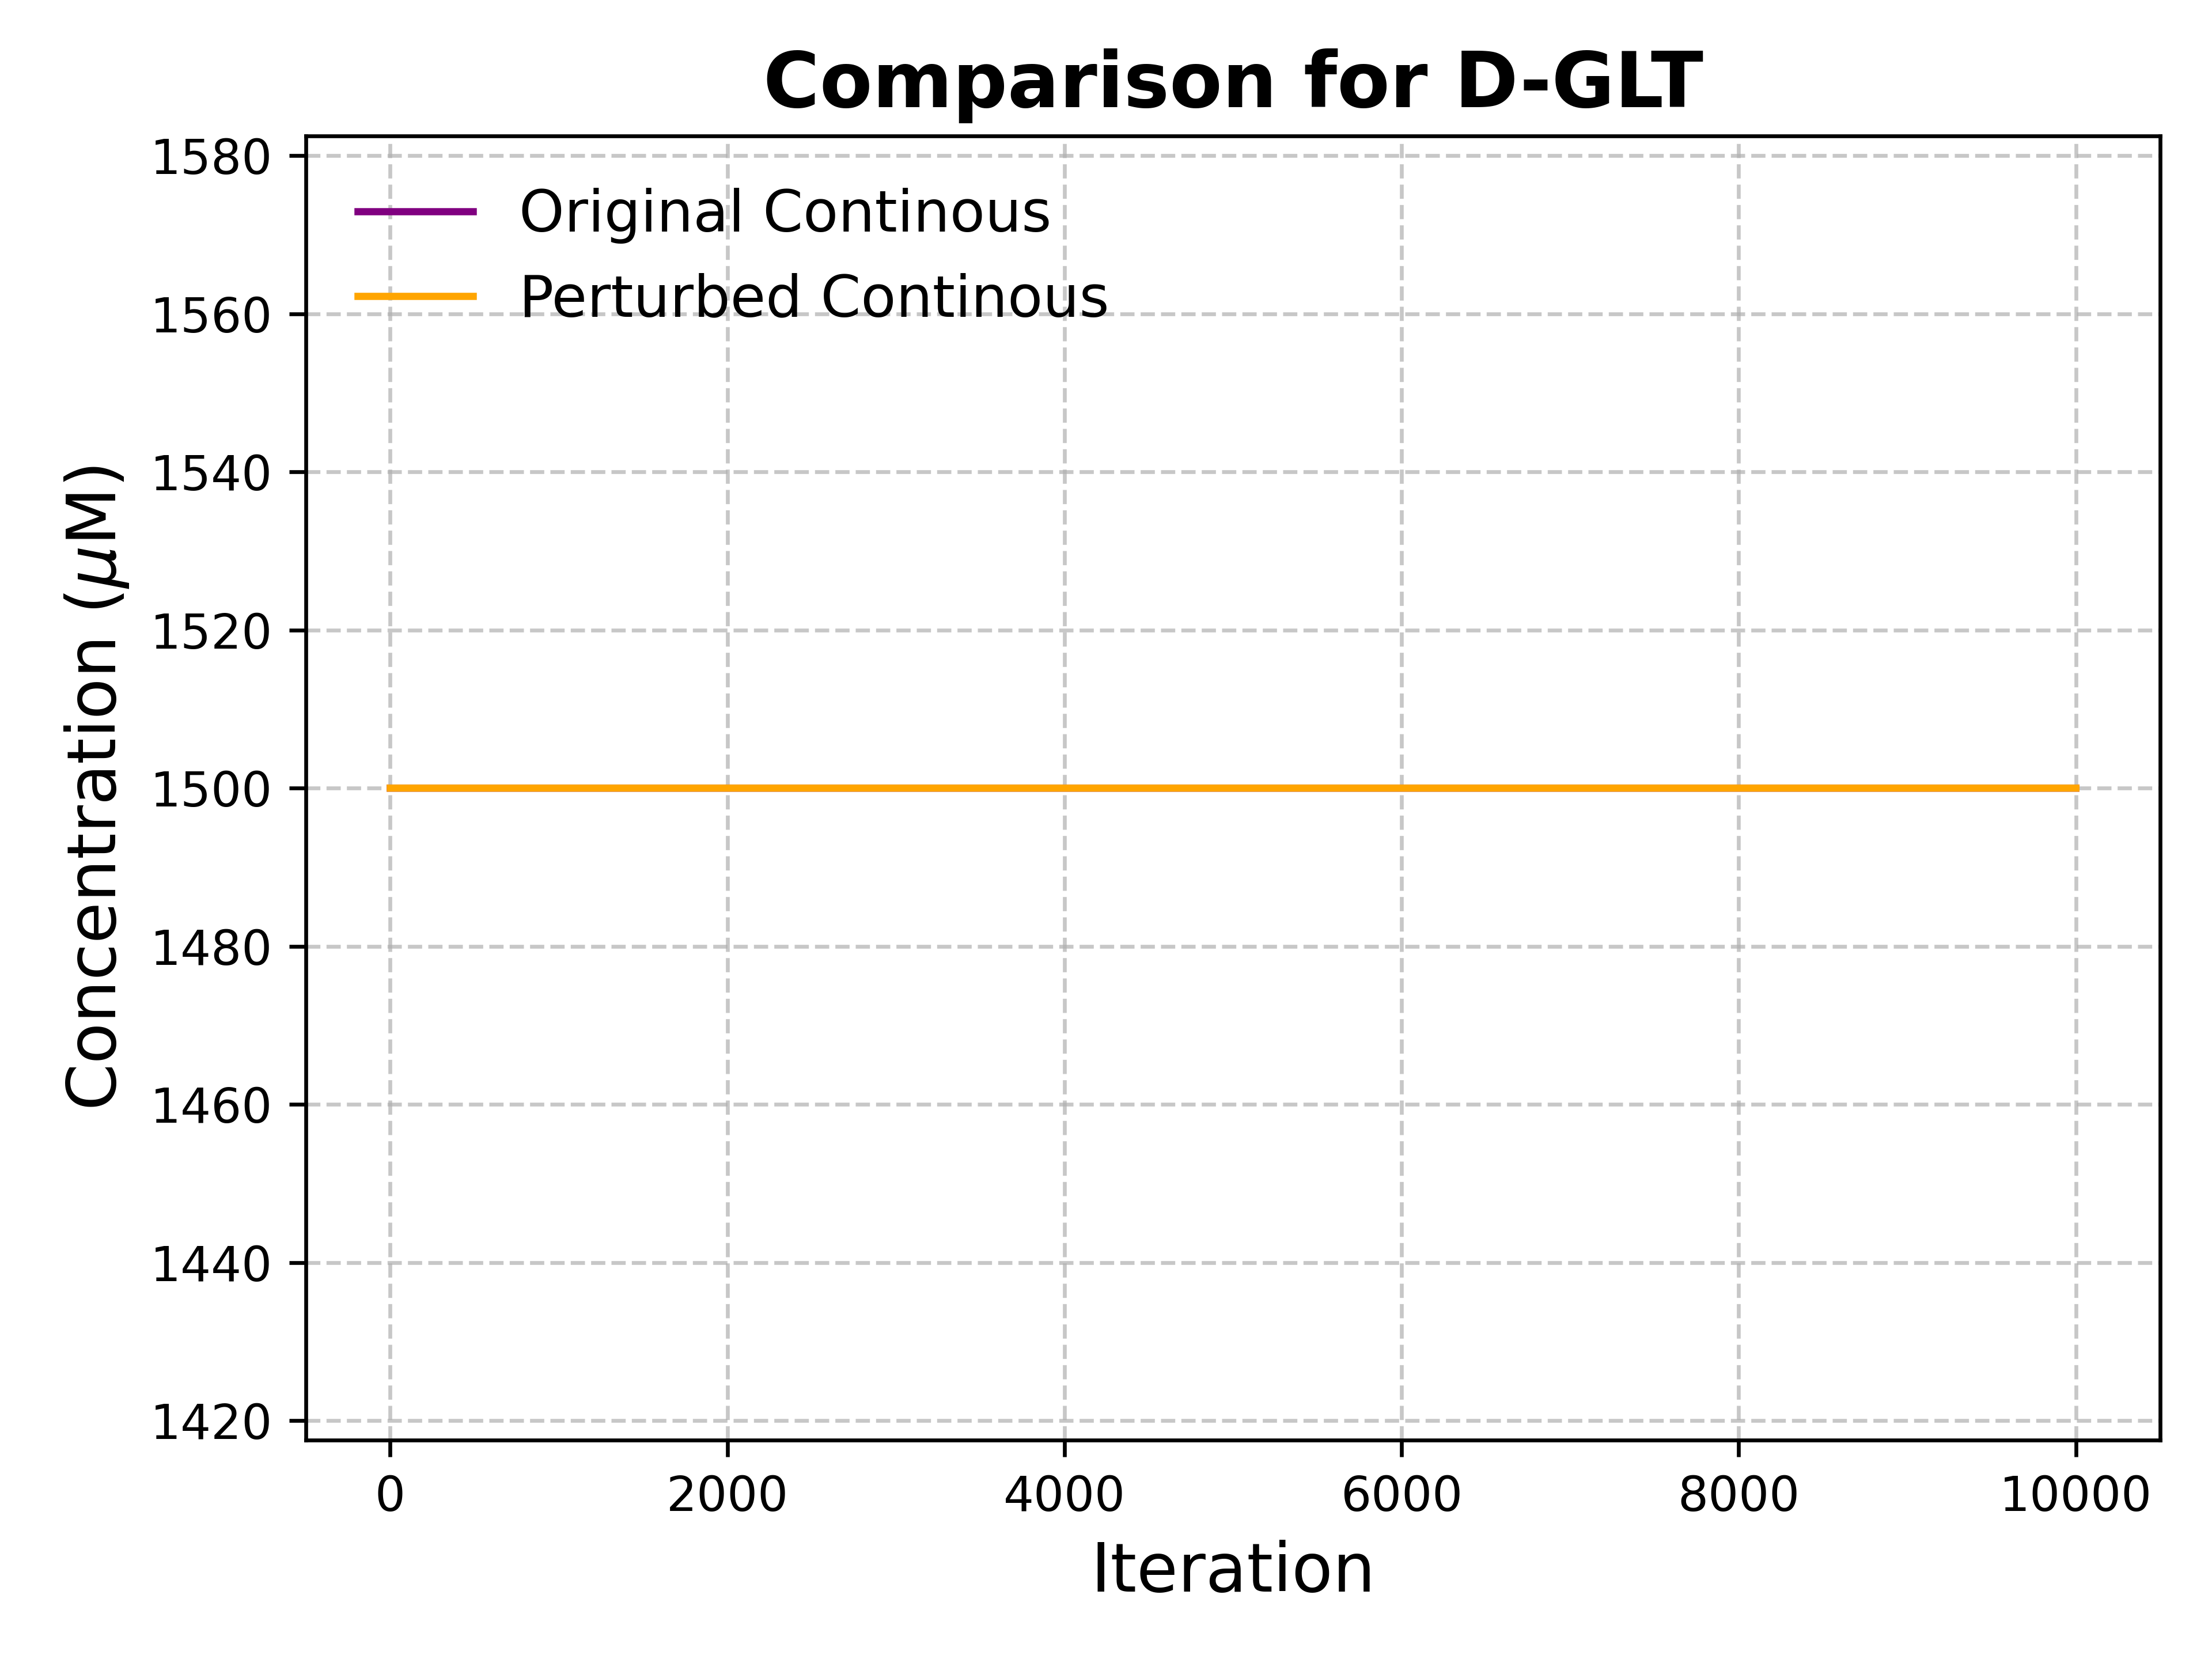 Comparison for D-GLT
1580
1560
1540
1520
1500
1480
1460
1440
1420
Concentration (μM)
Original Continous
Perturbed Continous
0 2000 4000 6000 8000 10000
Iteration